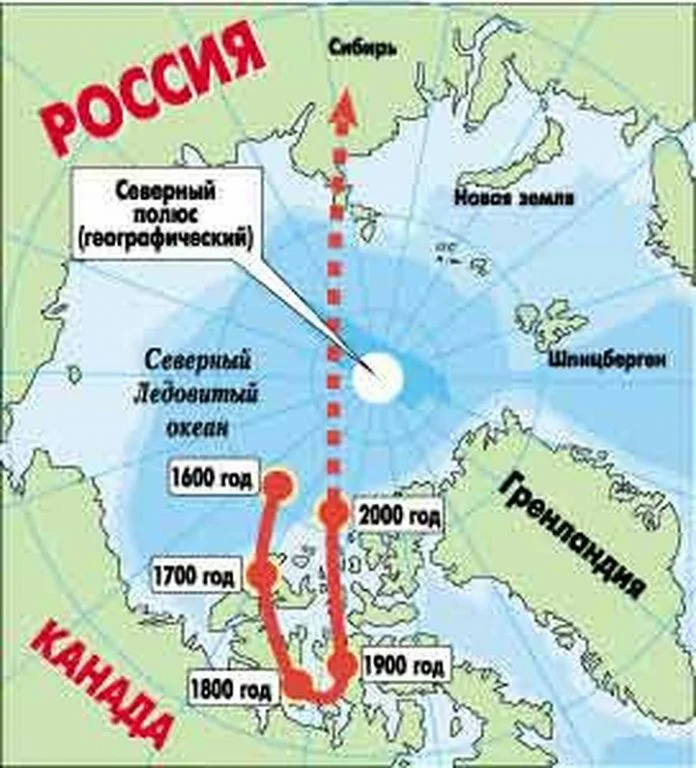 РОССИЯ
Сибирь
Северный
полюс
(географический)
Новая земля
Шпицберген
Северный
Ледовитый
океан
1600 год
2000 год
Гренландия
1700 год
1900 год
1800 год
КАНАДА